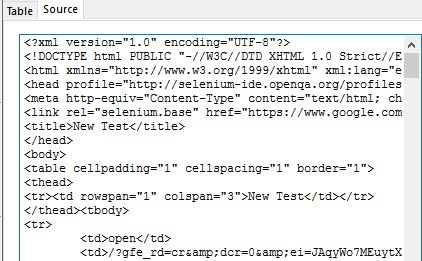 Table Source
<?xml version="1.0" encoding="UTF-8"?>
<!DOCTYPE html PUBLIC "-//W3C//DTD XHTML 1.0 Strict//E
<html xmlns="http://www.w3.org/1999/xhtml" xml:lang="e
<head profile="http://selenium-ide.openqa.org/profiles
<meta http-equiv="Content-Type" content="text/html; ch
<link rel="selenium.base" href="https://www.google.com
<title>New Test</title>
</head>
<body>
<table cellpadding="1" cellspacing="1" border="1">
<thead>
<tr><td rowspan="1" colspan="3">New Test</td></tr>
</thead><tbody>
<tr>
<td>open</td>
<td>/?gfe_rd=cr&amp;dcr=0&amp;ei=JAqyWo7MEuytX